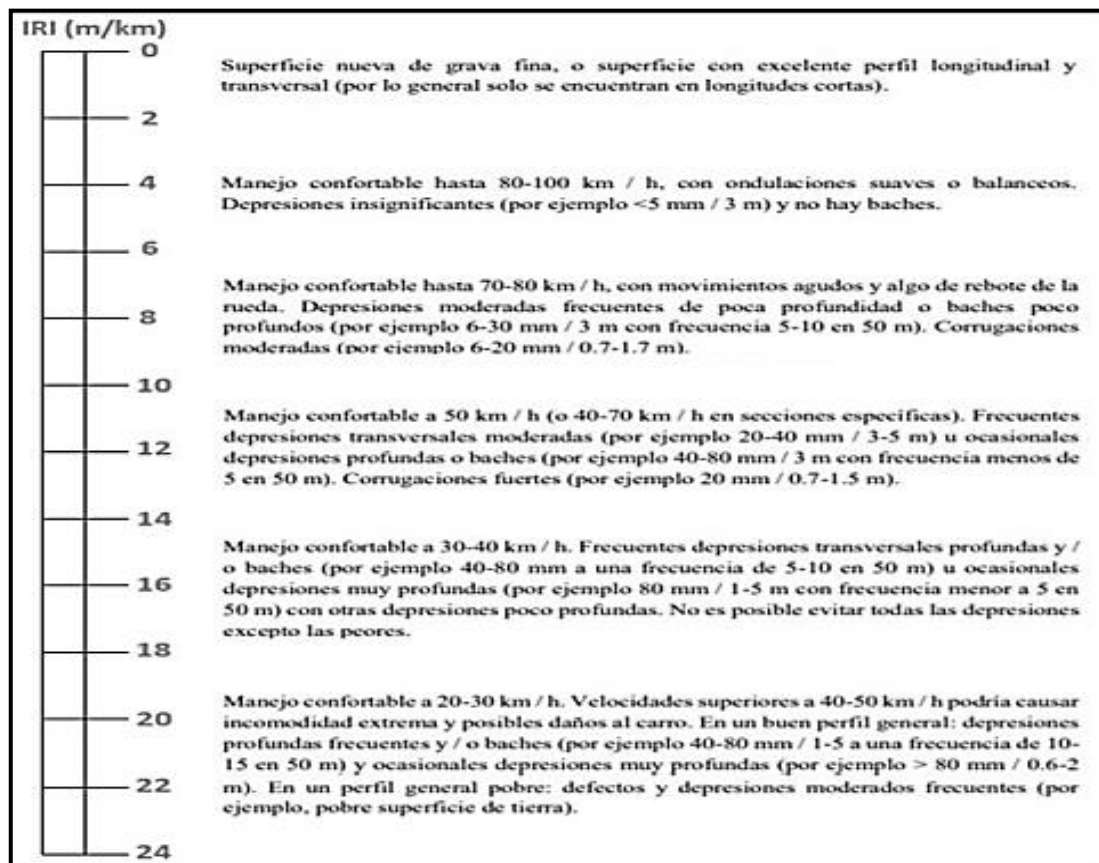 IRI (m/km)
0
Superficie nueva de grava fina, o superficie con excelente perfil longitudinal y
transversal (por lo general solo se encuentran en longitudes cortas).
2
4
Manejo confortable hasta 80-100 km / h, con ondulaciones suaves o balanceos.
Depresiones insignificantes (por ejemplo <5 mm / 3 m) y no hay baches.
6
Manejo confortable hasta 70-80 km / h, con movimientos agudos y algo de rebote de la
rueda. Depresiones moderadas frecuentes de poca profundidad o baches poco
8
profundos (por ejemplo 6-30 mm / 3 m con frecuencia 5-10 en 50 m). Corrugaciones
moderadas (por ejemplo 6-20 mm / 0.7-1.7 m).
10
Manejo confortable a 50 km / h (o 40-70 km / h en secciones específicas). Frecuentes
depresiones transversales moderadas (por ejemplo 20-40 mm / 3-5 m) u ocasionales
12
depresiones profundas o baches (por ejemplo 40-80 mm / 3 m con frecuencia menos de
5 en 50 m). Corrugaciones fuertes (por ejemplo 20 mm / 0.7-1.5 m).
14
Manejo confortable a 30-40 km / h. Frecuentes depresiones transversales profundas y /
o baches (por ejemplo 40-80 mm a una frecuencia de 5-10 en 50 m) u ocasionales
16
depresiones muy profundas (por ejemplo 80 mm / 1-5 m con frecuencia menor a 5 en
50 m) con otras depresiones poco profundas. No es posible evitar todas las depresiones
excepto las peores.
18
Manejo confortable a 20-30 km / h. Velocidades superiores a 40-50 km / h podría causar
20
incomodidad extrema y posibles daños al carro. En un buen perfil general: depresiones
profundas frecuentes y / o baches (por ejemplo 40-80 mm / 1-5 a una frecuencia de 10-
15 en 50 m) y ocasionales depresiones muy profundas (por ejemplo > 80 mm / 0.6-2
22
m). En un perfil general pobre: defectos y depresiones moderados frecuentes (por
ejemplo, pobre superficie de tierra).
24